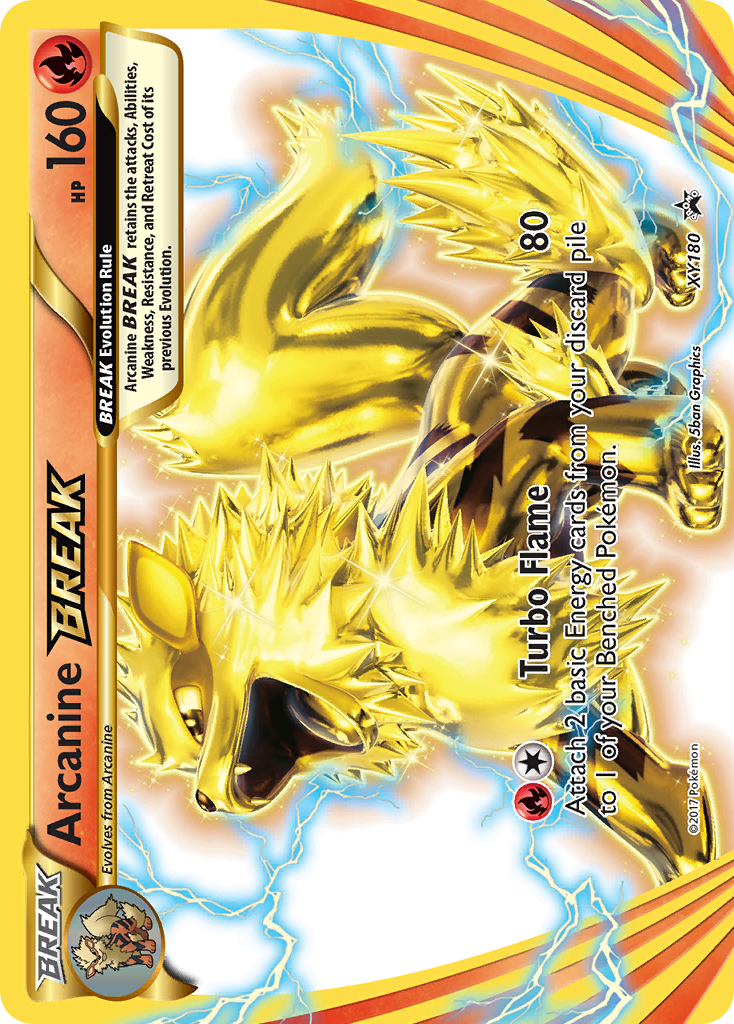 BREAK
Arcanine BREAK
HP 160
Evolves from Arcanine
BREAK Evolution Rule
Arcanine BREAK retains the attacks, Abilities,
Weakness, Resistance, and Retreat Cost of its
previous Evolution.
Turbo Flame 80
Attach 2 basic Energy cards from your discard pile
to 1 of your Benched Pokémon.
Illus. 5ban Graphics
©2017 Pokémon
XY180